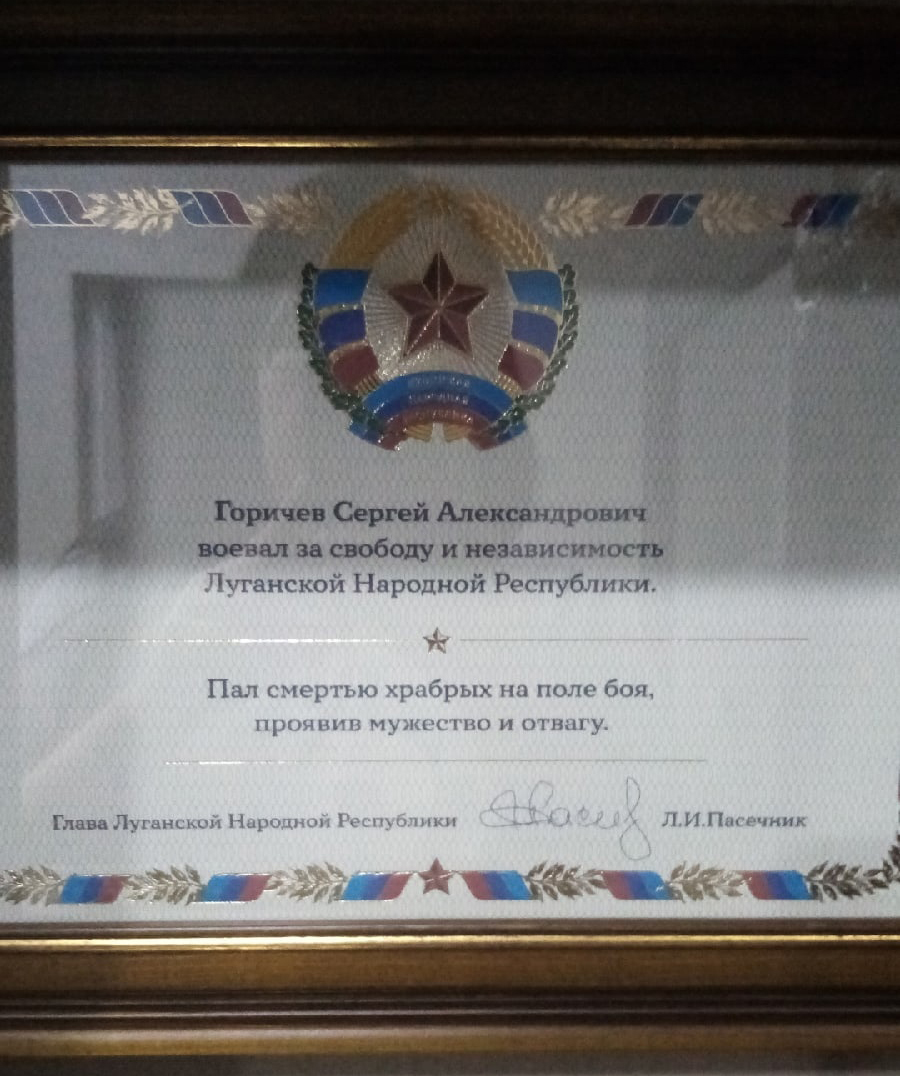 Горичев Сергей Александрович
воевал за свободу и независимость
Луганской Народной Республики.
Пал смертью храбрых на поле боя,
проявив мужество и отвагу.
Глава Луганской Народной Республики Л.И.Пасечник